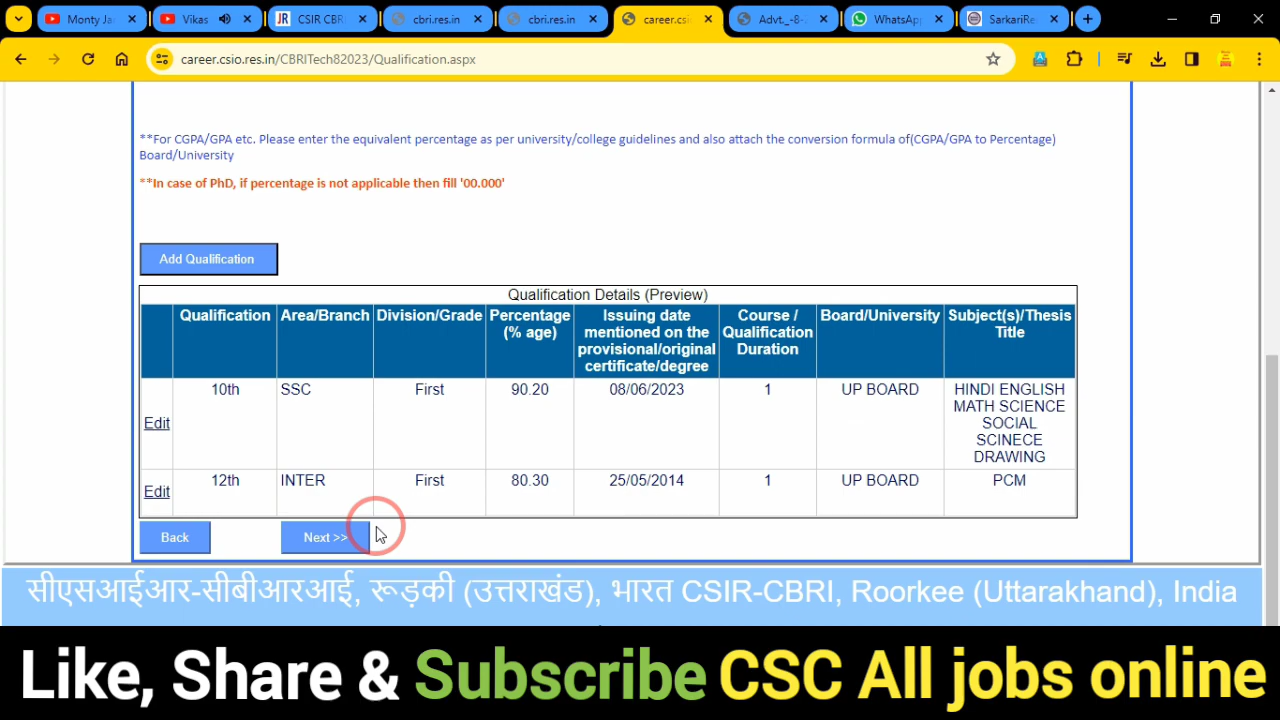 Monty Ja
Vikas
CSIR CBR
cbri.res.in
cbri.res.in
career.csi
Advt._-8-2
WhatsApp
SarkariRe
career.csio.res.in/CBRITech82023/Qualification.aspx
**For CGPA/GPA etc. Please enter the equivalent percentage as per university/college guidelines and also attach the conversion formula of(CGPA/GPA to Percentage)
Board/University
**In case of PhD, if percentage is not applicable then fill '00.000'
Add Qualification
Qualification Details (Preview)
Qualification Area/Branch Division/Grade Percentage (% age) Issuing date mentioned on the provisional/original certificate/degree Course / Qualification Duration Board/University Subject(s)/Thesis Title
Edit 10th SSC First 90.20 08/06/2023 1 UP BOARD HINDI ENGLISH MATH SCIENCE SOCIAL SCINECE DRAWING
Edit 12th INTER First 80.30 25/05/2014 1 UP BOARD PCM
Back Next >>
सीएसआईआर-सीबीआरआई, रूड़की (उत्तराखंड), भारत CSIR-CBRI, Roorkee (Uttarakhand), India
Like, Share & Subscribe CSC All jobs online